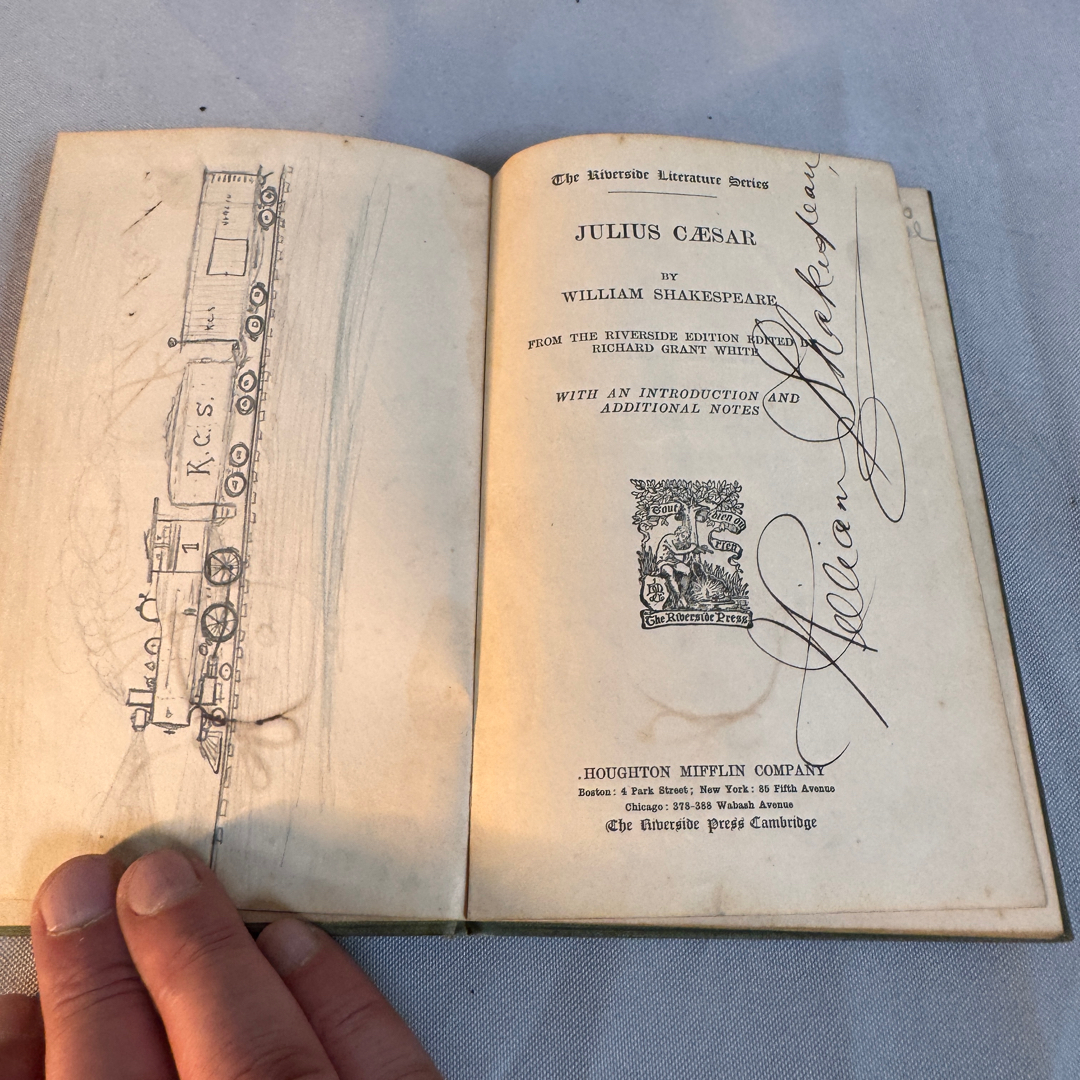 K.C.S.
K.C.S.
1
The Riverside Literature Series
JULIUS CÆSAR
BY
WILLIAM SHAKESPEARE
FROM THE RIVERSIDE EDITION EDITED BY
RICHARD GRANT WHITE
WITH AN INTRODUCTION AND
ADDITIONAL NOTES
Tout bien ou rien
The Riverside Press
HOUGHTON MIFFLIN COMPANY
Boston: 4 Park Street; New York: 85 Fifth Avenue
Chicago: 378-388 Wabash Avenue
The Riverside Press Cambridge
William Shakespear